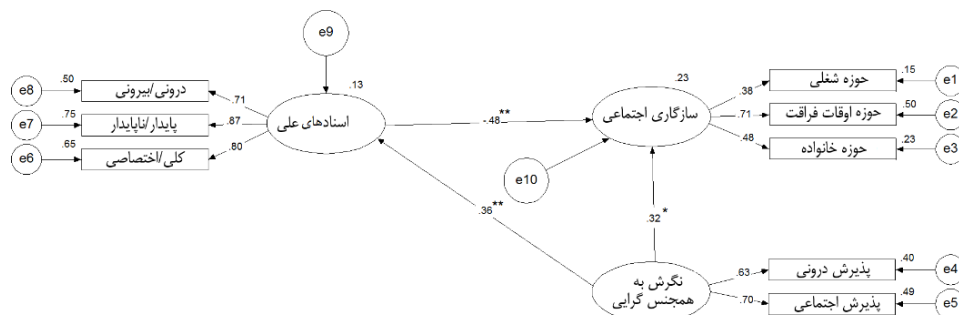 e9
e8
.50
درونی/بیرونی
.71
.13
e7
.75
پایدار/ناپایدار
.87
اسنادهای علی
e6
.65
کلی/اختصاصی
.80
-.48**
.23
سازگاری اجتماعی
.38
حوزه شغلی
.15
e1
.71
حوزه اوقات فراقت
.50
e2
.48
حوزه خانواده
.23
e3
e10
.36**
.32*
نگرش به
همجنس گرایی
.63
پذیرش درونی
.40
e4
.70
پذیرش اجتماعی
.49
e5